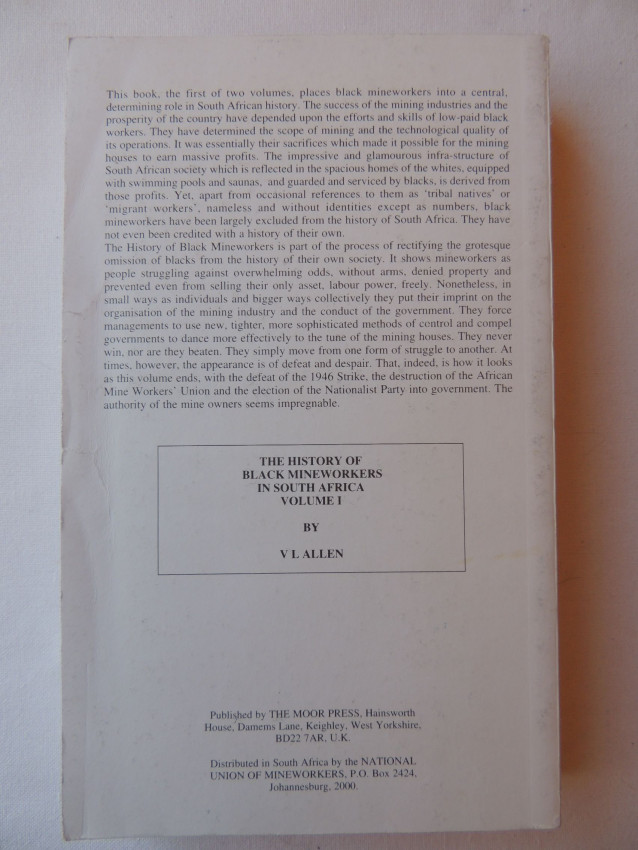 This book, the first of two volumes, places black mineworkers into a central,
determining role in South African history. The success of the mining industries and the
prosperity of the country have depended upon the efforts and skills of low-paid black
workers. They have determined the scope of mining and the technological quality of
its operations. It was essentially their sacrifices which made it possible for the mining
houses to earn massive profits. The impressive and glamourous infra-structure of
South African society which is reflected in the spacious homes of the whites, equipped
with swimming pools and saunas, and guarded and serviced by blacks, is derived from
those profits. Yet, apart from occasional references to them as 'tribal natives' or
'migrant workers', nameless and without identities except as numbers, black
mineworkers have been largely excluded from the history of South Africa. They have
not even been credited with a history of their own.
The History of Black Mineworkers is part of the process of rectifying the grotesque
omission of blacks from the history of their own society. It shows mineworkers as
people struggling against overwhelming odds, without arms, denied property and
prevented even from selling their only asset, labour power, freely. Nonetheless, in
small ways as individuals and bigger ways collectively they put their imprint on the
organisation of the mining industry and the conduct of the government. They force
managements to use new, tighter, more sophisticated methods of control and compel
governments to dance more effectively to the tune of the mining houses. They never
win, nor are they beaten. They simply move from one form of struggle to another. At
times, however, the appearance is of defeat and despair. That, indeed, is how it looks
as this volume ends, with the defeat of the 1946 Strike, the destruction of the African
Mine Workers' Union and the election of the Nationalist Party into government. The
authority of the mine owners seems impregnable.
THE HISTORY OF
BLACK MINEWORKERS
IN SOUTH AFRICA
VOLUME I
BY
V L ALLEN
Published by THE MOOR PRESS, Hainsworth
House, Damems Lane, Keighley, West Yorkshire,
BD22 7AR, U.K.
Distributed in South Africa by the NATIONAL
UNION OF MINEWORKERS, P.O. Box 2424,
Johannesburg, 2000.